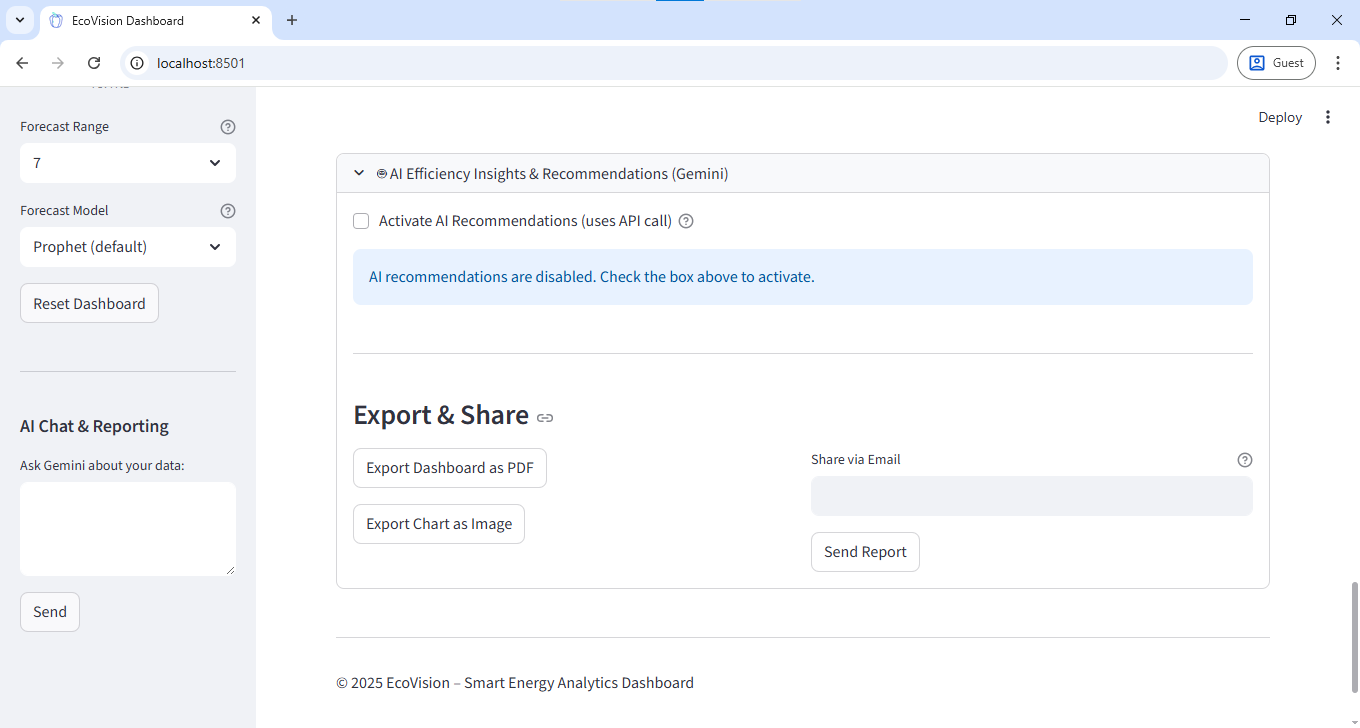 EcoVision Dashboard
localhost:8501
Guest
Forecast Range
7
Forecast Model
Prophet (default)
Reset Dashboard
AI Chat & Reporting
Ask Gemini about your data:
Send
Deploy
AI Efficiency Insights & Recommendations (Gemini)
Activate AI Recommendations (uses API call)
AI recommendations are disabled. Check the box above to activate.
Export & Share
Export Dashboard as PDF
Export Chart as Image
Share via Email
Send Report
© 2025 EcoVision – Smart Energy Analytics Dashboard